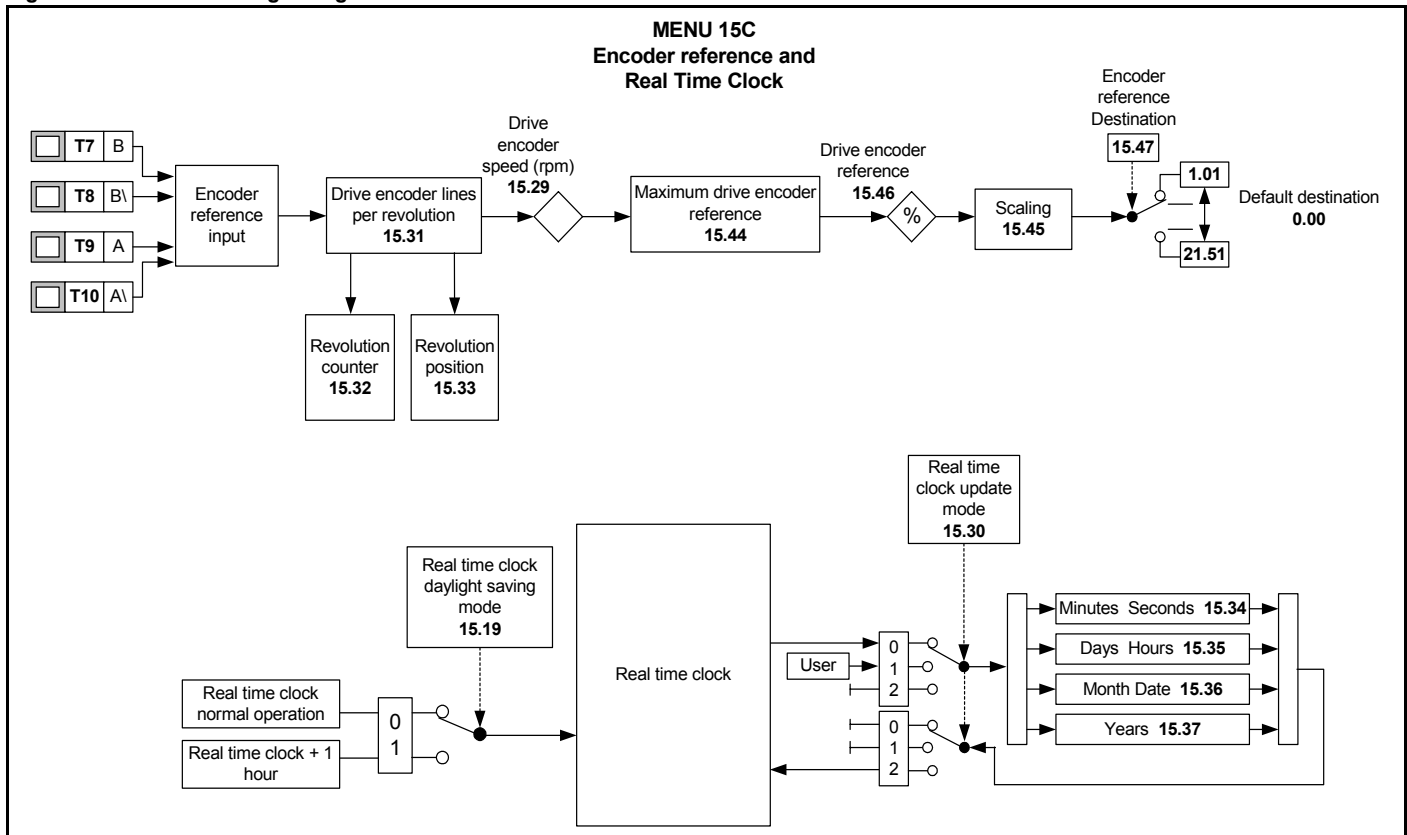 MENU 15C
Encoder reference and
Real Time Clock
T7 B
T8 B\
T9 A
T10 A\
Encoder
reference
input
Drive encoder lines
per revolution
15.31
Revolution
counter
15.32
Revolution
position
15.33
Drive
encoder
speed (rpm)
15.29
Maximum drive encoder
reference
15.44
Drive encoder
reference
15.46
%
Scaling
15.45
Encoder
reference
Destination
15.47
1.01
21.51
Default destination
0.00
Real time clock
normal operation
Real time clock + 1
hour
0
1
Real time clock
daylight saving
mode
15.19
Real time clock
User
0
1
2
0
1
2
Real time
clock update
mode
15.30
Minutes Seconds 15.34
Days Hours 15.35
Month Date 15.36
Years 15.37